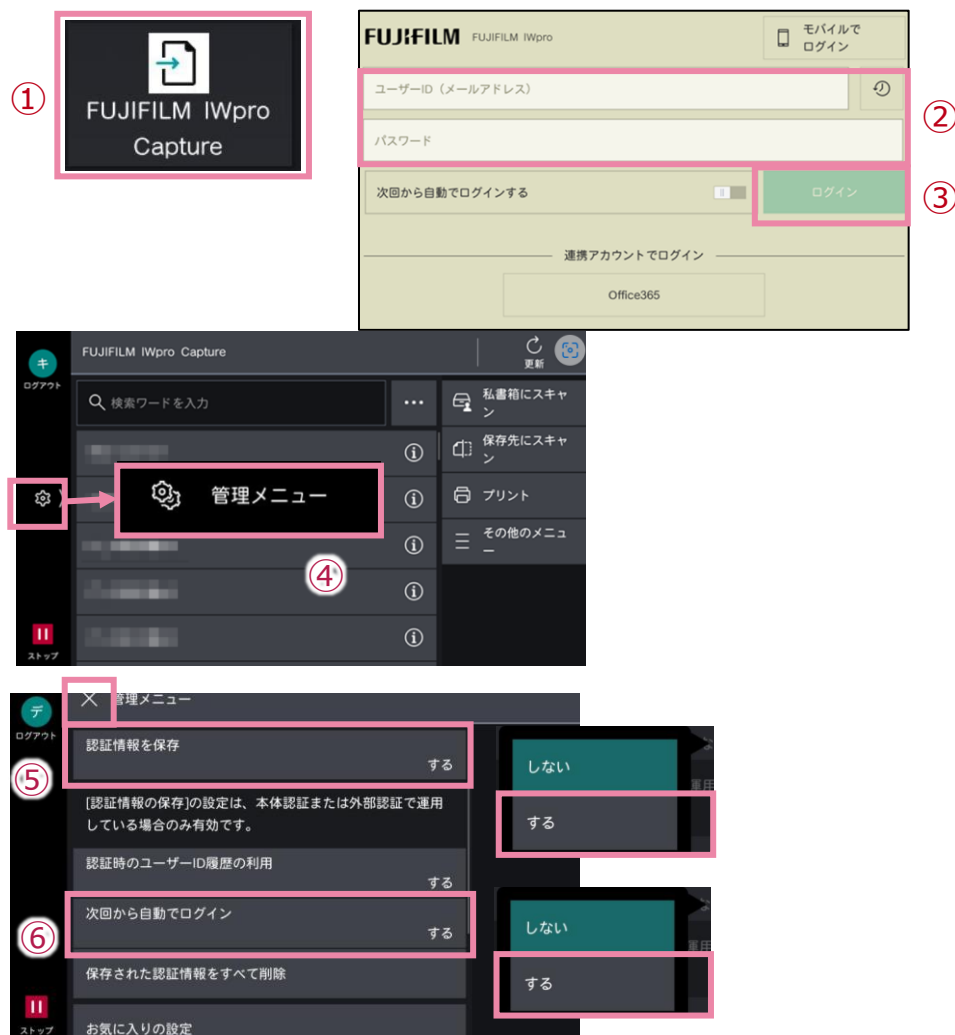 ①
FUJIFILM IWpro
Capture
FUJIFILM FUJIFILM IWpro
モバイルで
ログイン
ユーザーID（メールアドレス）
パスワード
②
次回から自動でログインする
ログイン
③
連携アカウントでログイン
Office365
キ
ログアウト
FUJIFILM IWpro Capture
更新
検索ワードを入力
...
私書箱にスキャ
ン
保存先にスキャ
ン
プリント
その他のメニュ
ー
管理メニュー
④
ストップ
デ
ログアウト
管理メニュー
⑤
認証情報を保存
する
[認証情報の保存]の設定は、本体認証または外部認証で運用
している場合のみ有効です。
認証時のユーザーID履歴の利用
する
⑥
次回から自動でログイン
する
保存された認証情報をすべて削除
お気に入りの設定
ストップ
しない
する
しない
する